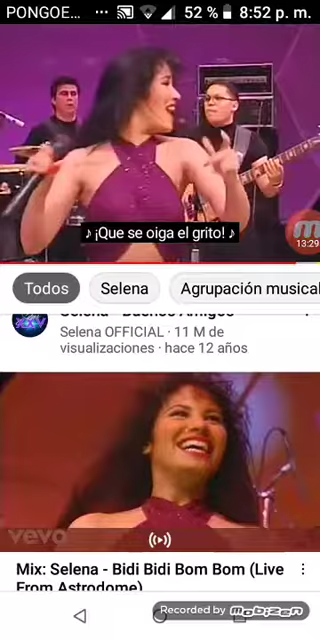 PONGOE... ... 52 % 8:52 p. m.
♪ ¡Que se oiga el grito! ♪
13:29
Todos
Selena
Agrupación musical
Selena - Buenos Amigos
Selena OFFICIAL · 11 M de
visualizaciones · hace 12 años
vevo
Mix: Selena - Bidi Bidi Bom Bom (Live
From Astrodome)
Recorded by mobizen